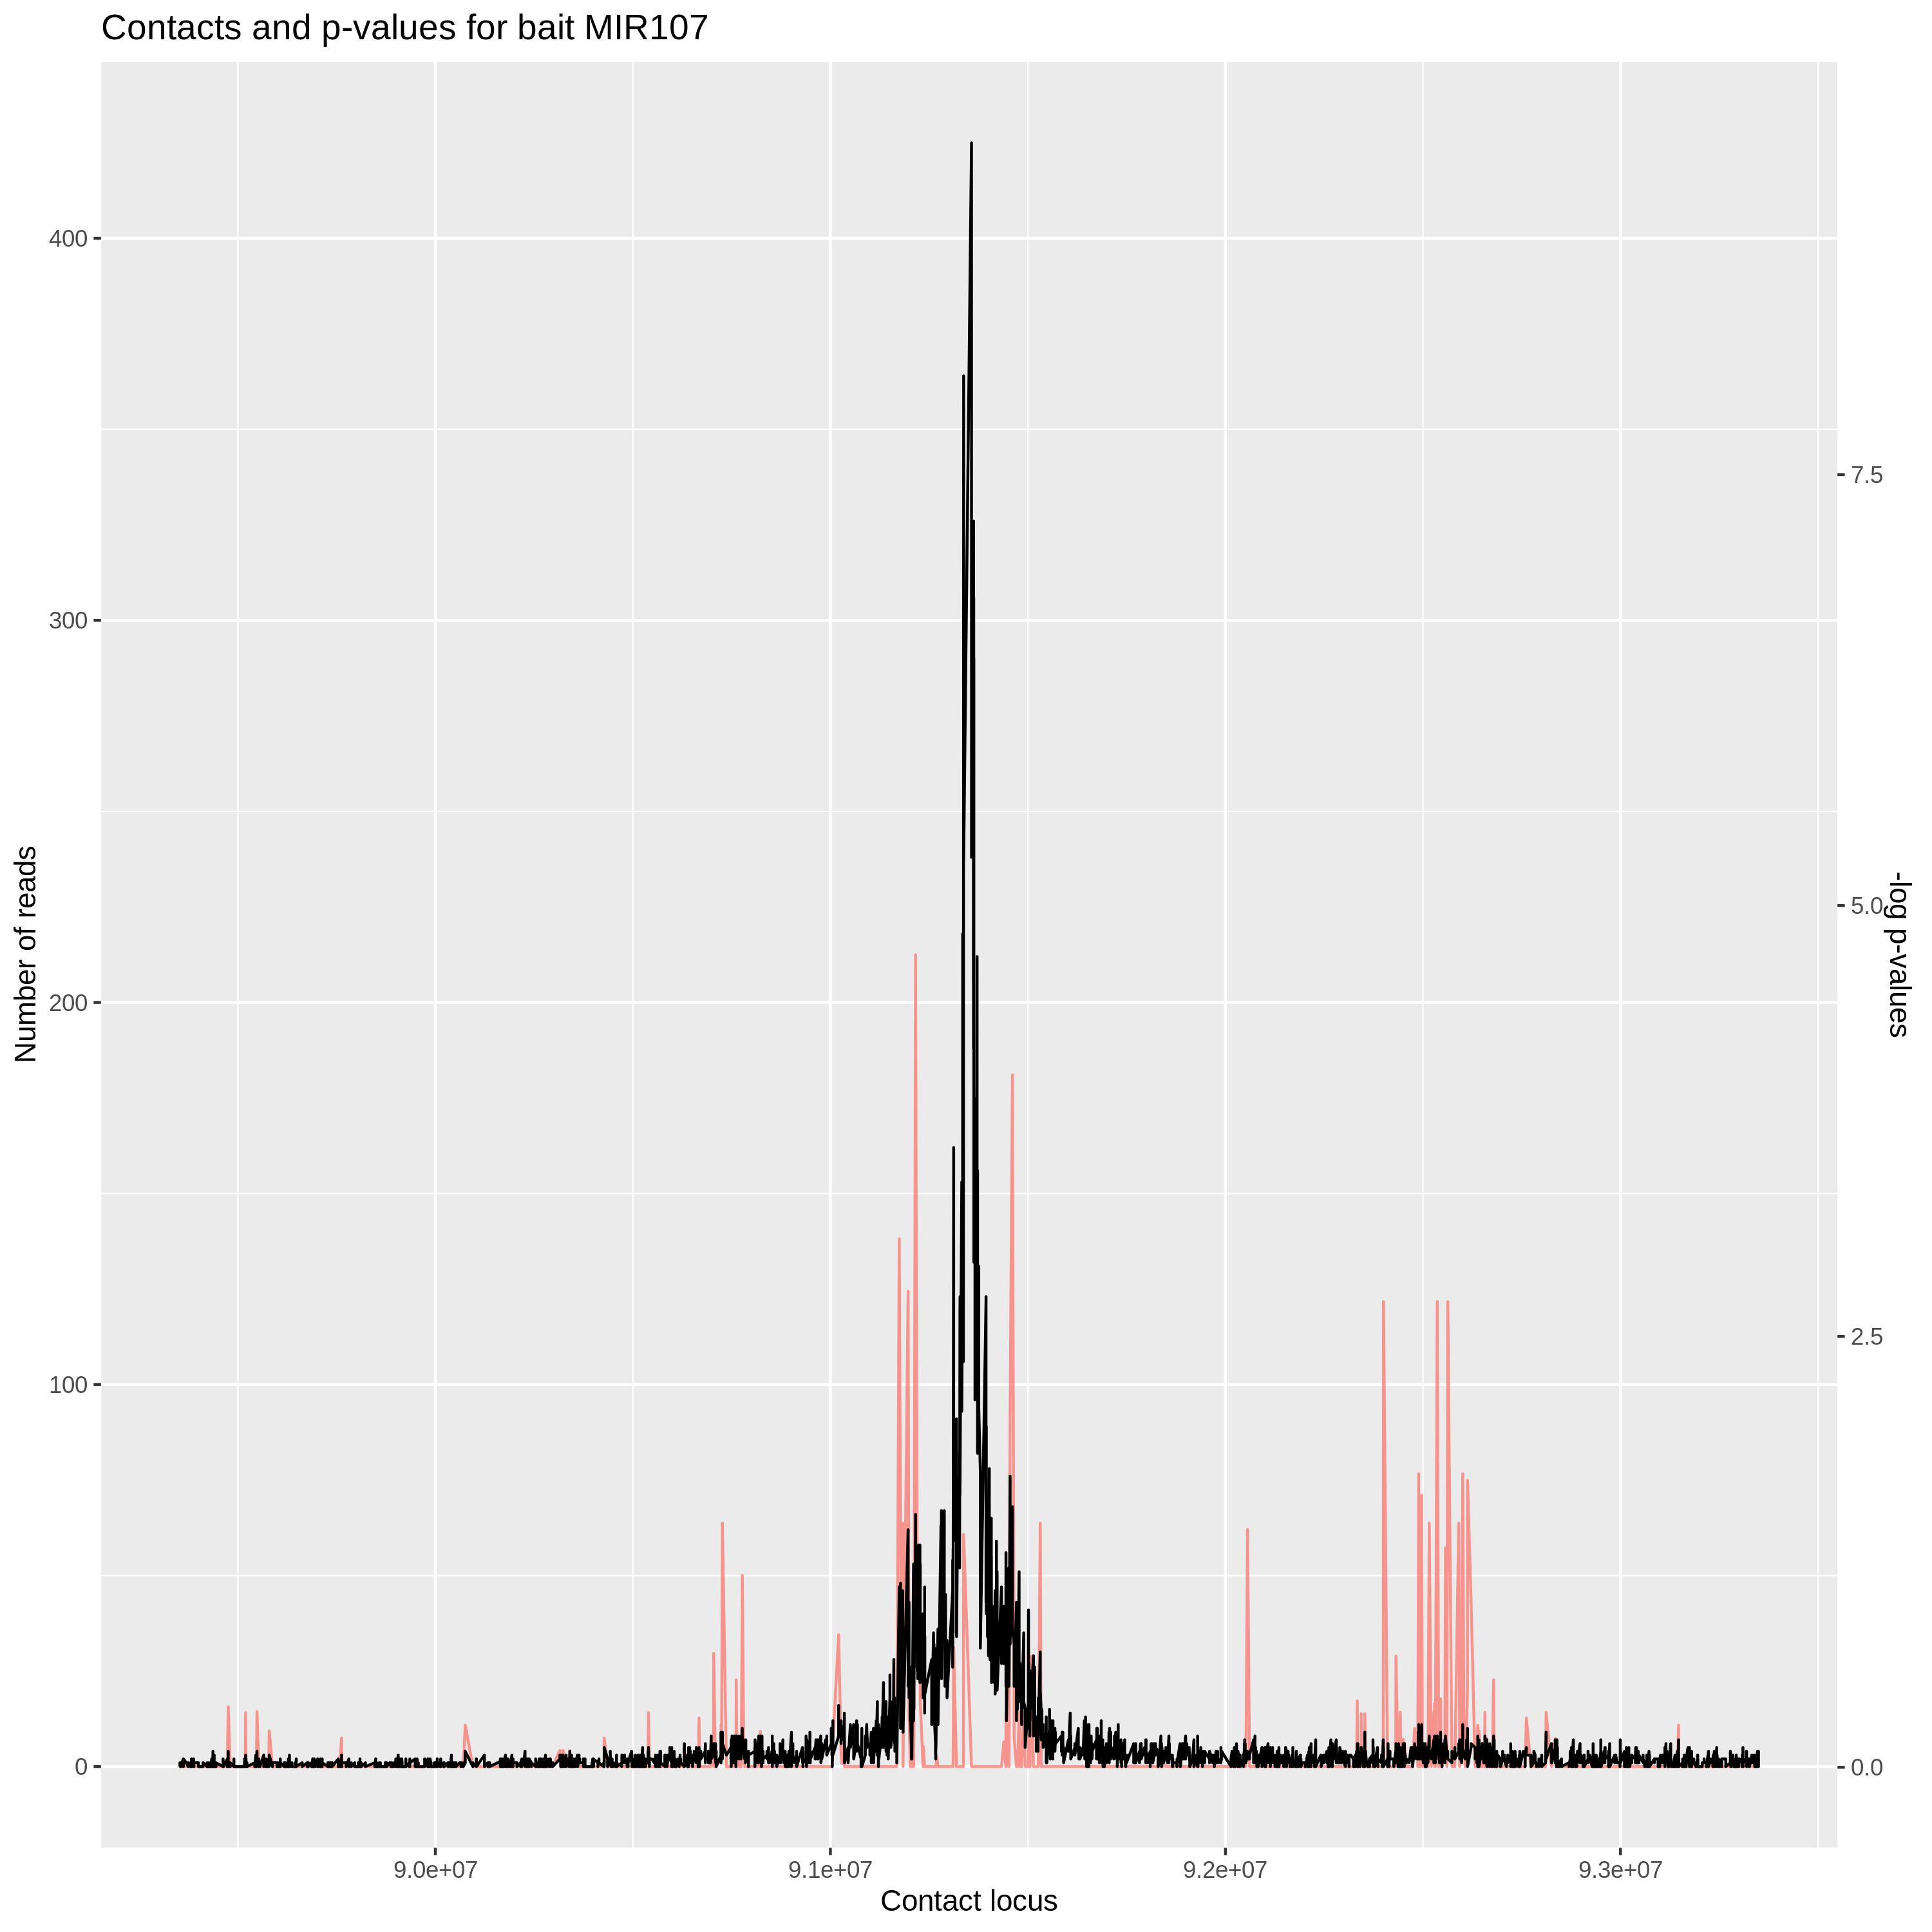 Contacts and p-values for bait MIR107
400
300
200
100
0
Number of reads
7.5
5.0
2.5
0.0
-log p-values
9.0e+07
9.1e+07
9.2e+07
9.3e+07
Contact locus